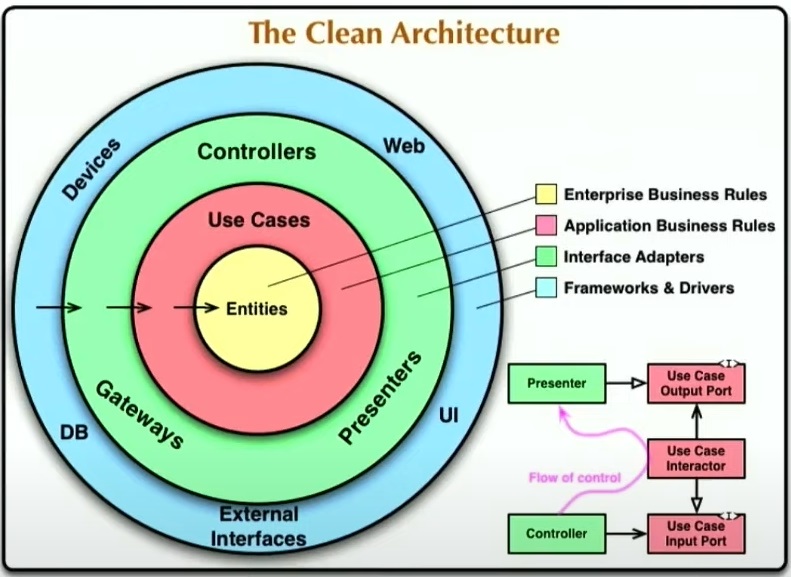 The Clean Architecture
Devices
Web
Controllers
Use Cases
Entities
Gateways
Presenters
DB
UI
External
Interfaces
Enterprise Business Rules
Application Business Rules
Interface Adapters
Frameworks & Drivers
Presenter
<I>
Use Case
Output Port
Use Case
Interactor
Flow of control
Controller
<I>
Use Case
Input Port